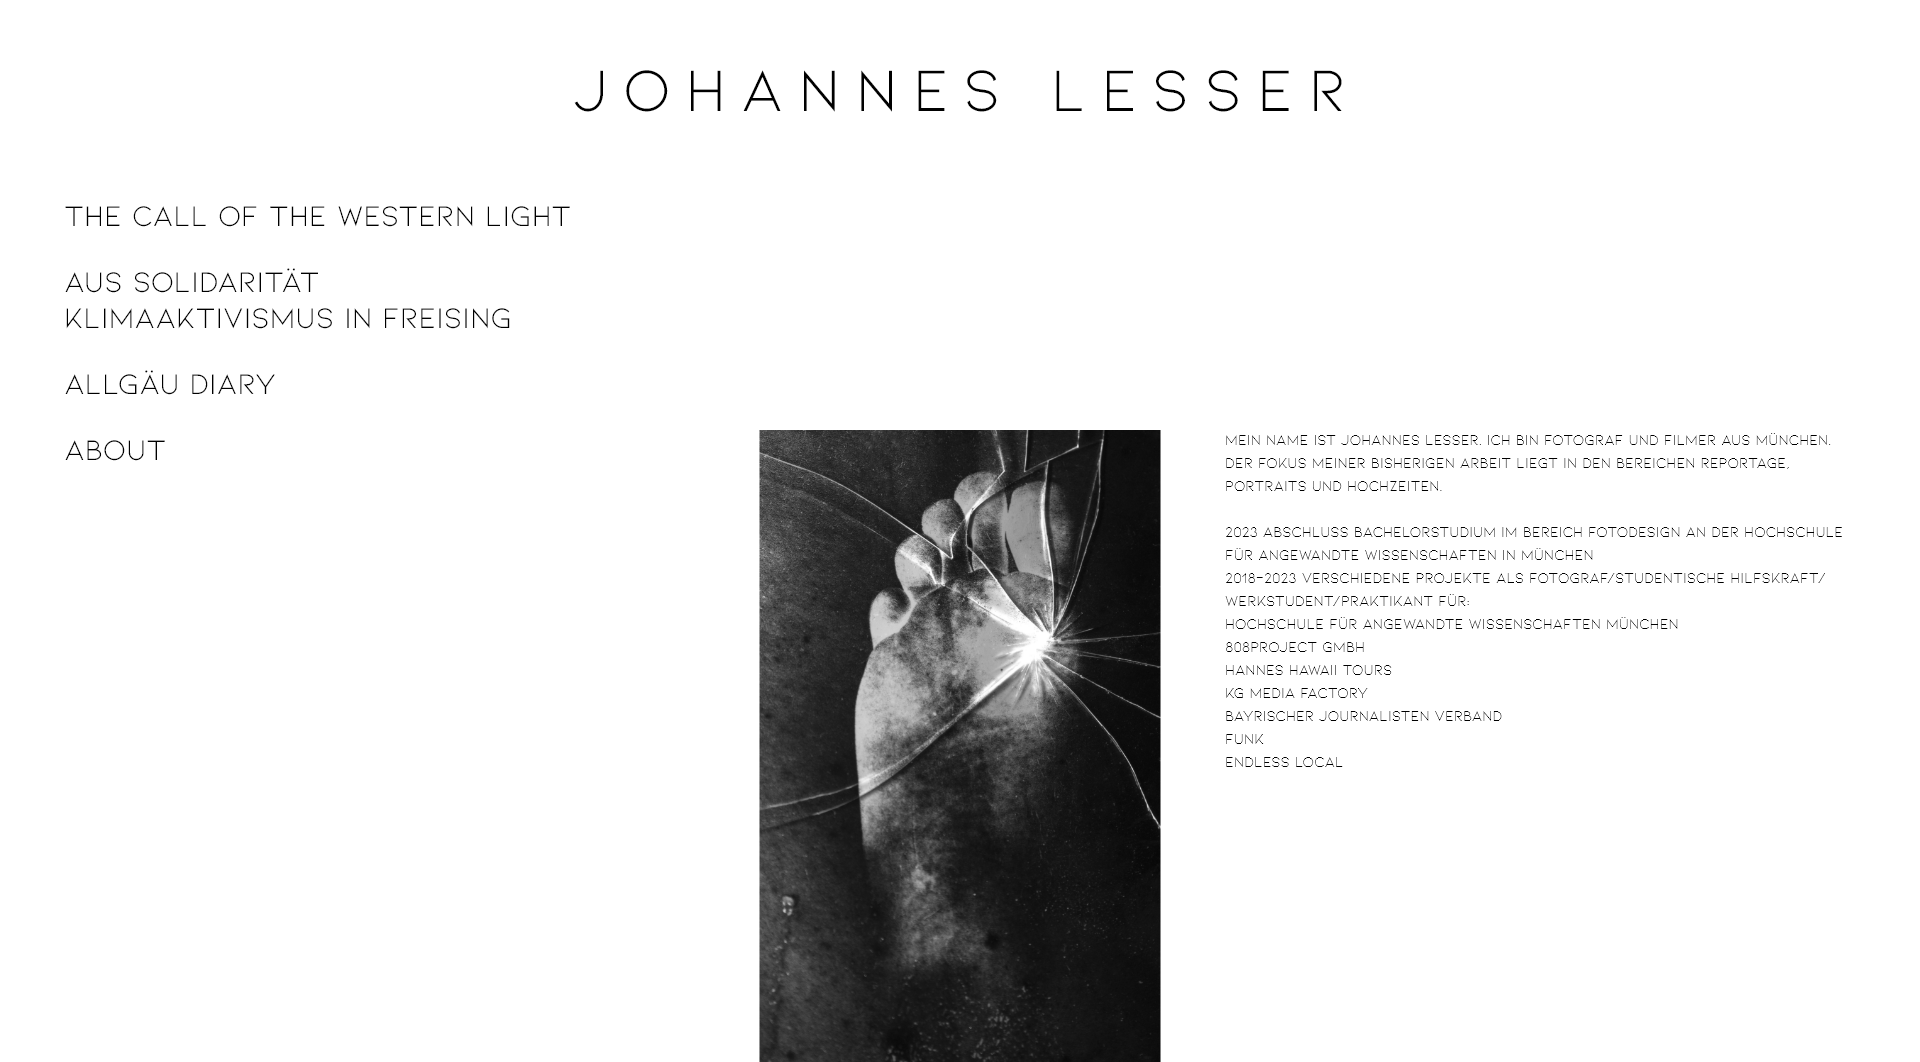 JOHANNES LESSER
THE CALL OF THE WESTERN LIGHT
AUS SOLIDARITÄT
KLIMAAKTIVISMUS IN FREISING
ALLGÄU DIARY
ABOUT
MEIN NAME IST JOHANNES LESSER. ICH BIN FOTOGRAF UND FILMER AUS MÜNCHEN.
DER FOKUS MEINER BISHERIGEN ARBEIT LIEGT IN DEN BEREICHEN REPORTAGE,
PORTRAITS UND HOCHZEITEN.
2023 ABSCHLUSS BACHELORSTUDIUM IM BEREICH FOTODESIGN AN DER HOCHSCHULE
FÜR ANGEWANDTE WISSENSCHAFTEN IN MÜNCHEN
2018-2023 VERSCHIEDENE PROJEKTE ALS FOTOGRAF/STUDENTISCHE HILFSKRAFT/
WERKSTUDENT/PRAKTIKANT FÜR:
HOCHSCHULE FÜR ANGEWANDTE WISSENSCHAFTEN MÜNCHEN
808PROJECT GMBH
HANNES HAWAII TOURS
KG MEDIA FACTORY
BAYRISCHER JOURNALISTEN VERBAND
FUNK
ENDLESS LOCAL